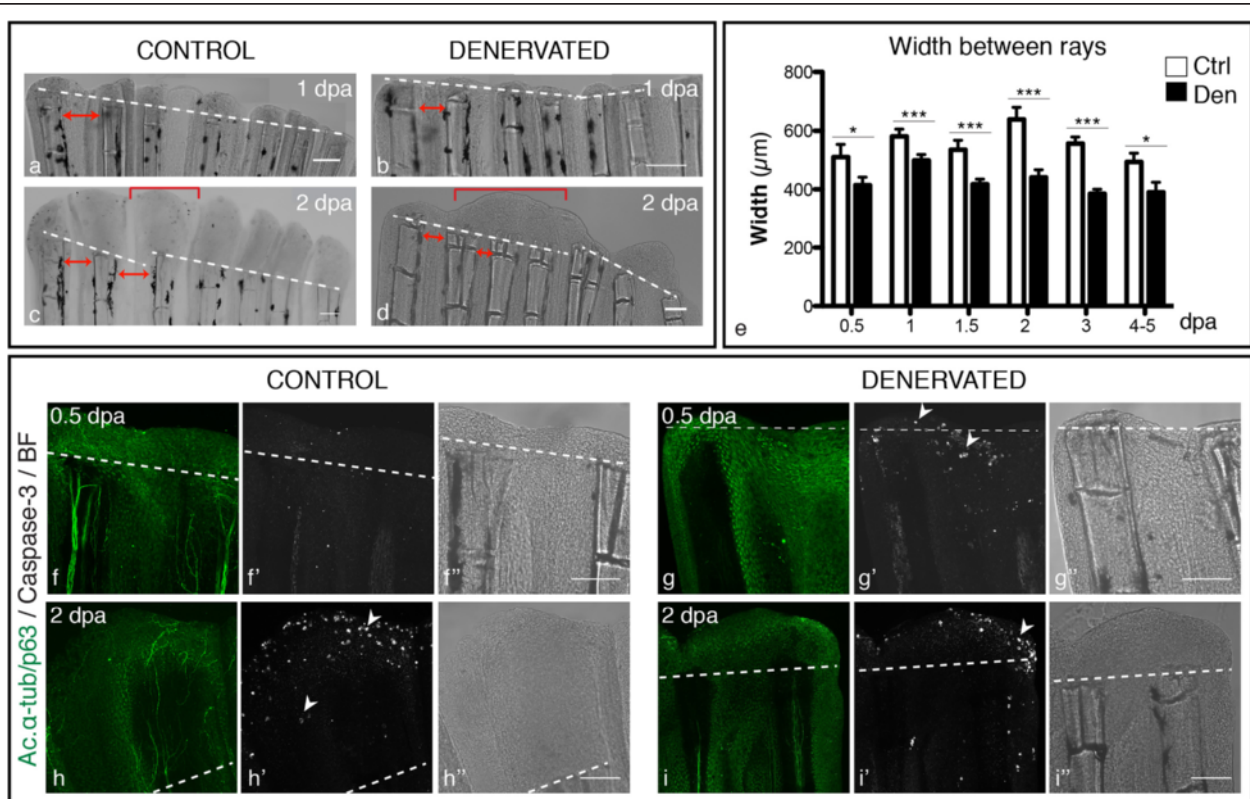 CONTROL
DENERVATED
1 dpa
a
1 dpa
b
2 dpa
c
2 dpa
d
Width between rays
Ctrl
Den
Width (µm)
800
600
400
200
0
*
***
***
***
***
*
0.5
1
1.5
2
3
4-5
dpa
e
CONTROL
DENERVATED
Ac.α-tub/p63 / Caspase-3 / BF
0.5 dpa
f
f'
f''
0.5 dpa
g
g'
g''
2 dpa
h
h'
h''
2 dpa
i
i'
i''